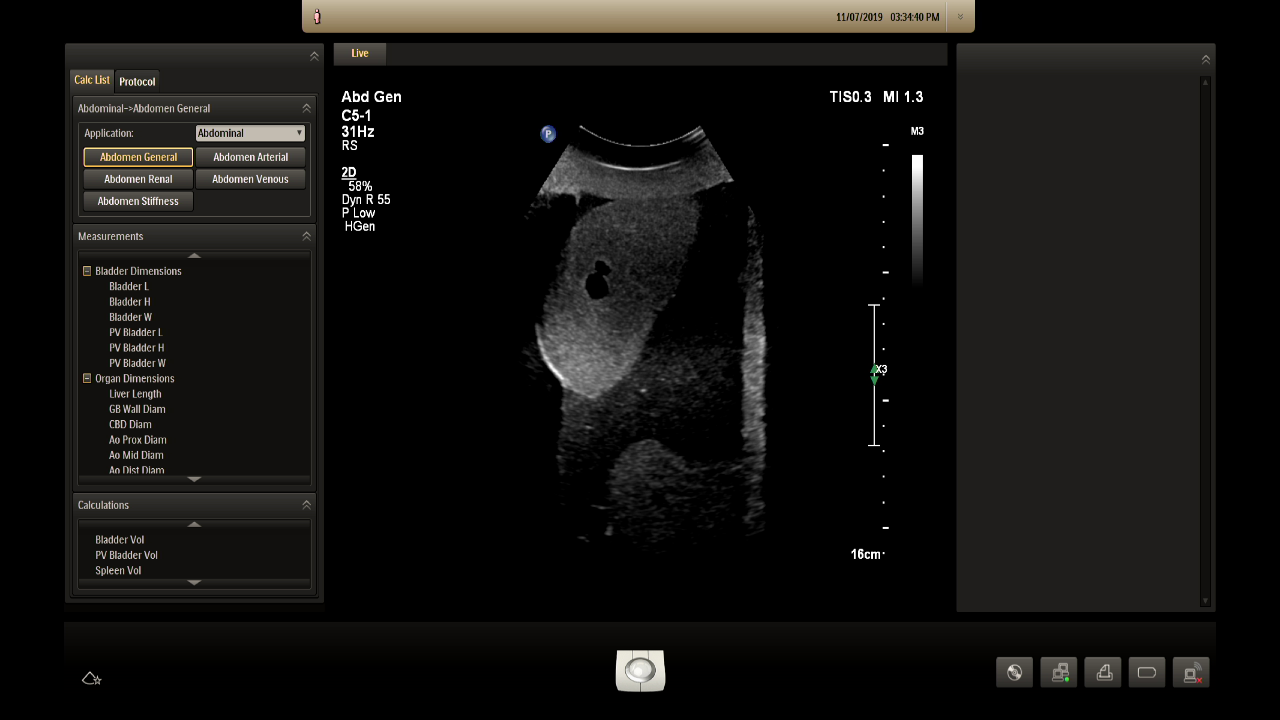 11/07/2019 03:34:40 PM
Calc List Protocol
Abdominal->Abdomen General
Application: Abdominal
Abdomen General Abdomen Arterial
Abdomen Renal Abdomen Venous
Abdomen Stiffness
Measurements
Bladder Dimensions
Bladder L
Bladder H
Bladder W
PV Bladder L
PV Bladder H
PV Bladder W
Organ Dimensions
Liver Length
GB Wall Diam
CBD Diam
Ao Prox Diam
Ao Mid Diam
Ao Dist Diam
Calculations
Bladder Vol
PV Bladder Vol
Spleen Vol
Live
Abd Gen
C5-1
31Hz
RS
2D
58%
Dyn R 55
P Low
HGen
P
TIS0.3 MI 1.3
M3
X3
16cm